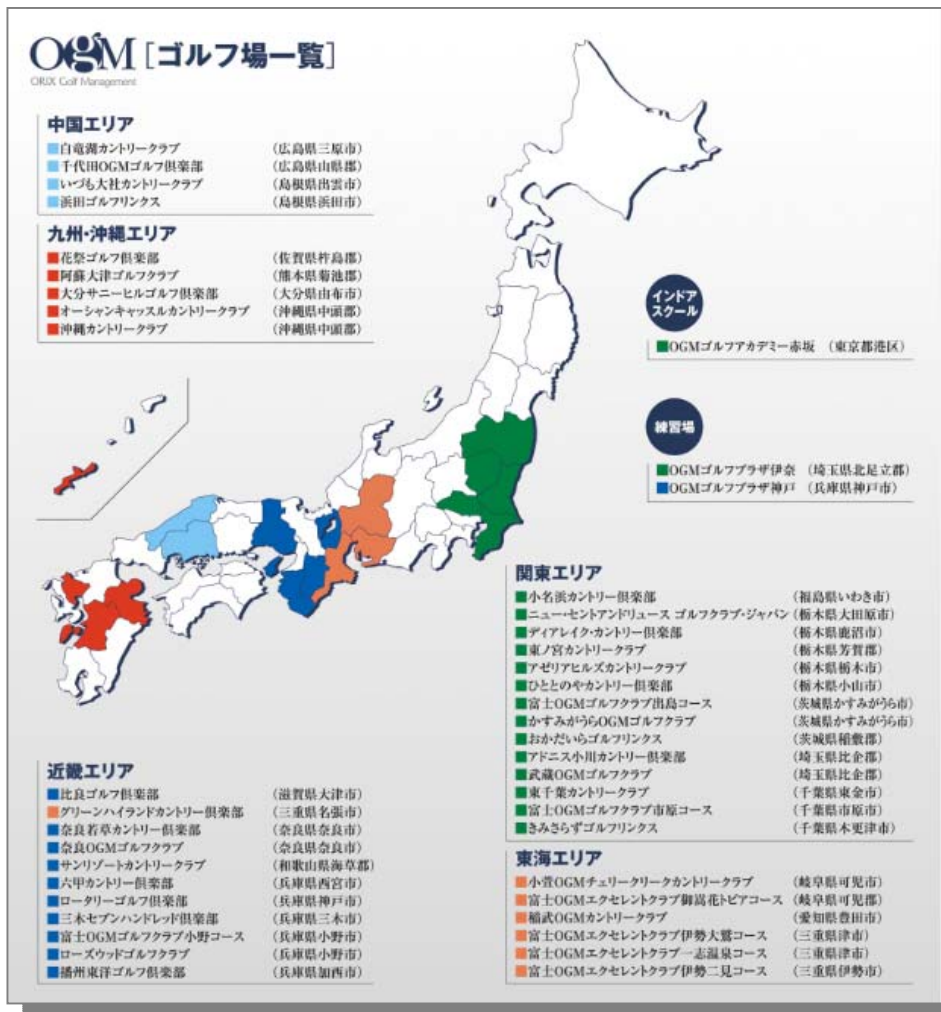 OGM [ゴルフ場一覧]
ORIX Golf Management
中国エリア
白竜湖カントリークラブ (広島県三原市)
千代田OGMゴルフ倶楽部 (広島県山県郡)
いづも大社カントリークラブ (島根県出雲市)
浜田ゴルフリンクス (島根県浜田市)
九州・沖縄エリア
花祭ゴルフ倶楽部 (佐賀県杵島郡)
阿蘇大津ゴルフクラブ (熊本県菊池郡)
大分サニーヒルゴルフ倶楽部 (大分県由布市)
オーシャンキャッスルカントリークラブ (沖縄県中頭郡)
沖縄カントリークラブ (沖縄県中頭郡)
インドア
スクール
OGMゴルフアカデミー赤坂 (東京都港区)
練習場
OGMゴルフプラザ伊奈 (埼玉県北足立郡)
OGMゴルフプラザ神戸 (兵庫県神戸市)
関東エリア
小名浜カントリー倶楽部 (福島県いわき市)
ニュー・セントアンドリュース ゴルフクラブ・ジャパン (栃木県大田原市)
ディアレイク・カントリー倶楽部 (栃木県鹿沼市)
東ノ宮カントリークラブ (栃木県芳賀郡)
アゼリアヒルズカントリークラブ (栃木県栃木市)
ひととのやカントリー倶楽部 (栃木県小山市)
富士OGMゴルフクラブ出島コース (茨城県かすみがうら市)
かすみがうらOGMゴルフクラブ (茨城県かすみがうら市)
おかだいらゴルフリンクス (茨城県稲敷郡)
アドニス小川カントリー倶楽部 (埼玉県比企郡)
武蔵OGMゴルフクラブ (埼玉県比企郡)
東千葉カントリークラブ (千葉県東金市)
富士OGMゴルフクラブ市原コース (千葉県市原市)
きみさらずゴルフリンクス (千葉県木更津市)
近畿エリア
比良ゴルフ倶楽部 (滋賀県大津市)
グリーンハイランドカントリー倶楽部 (三重県名張市)
奈良若草カントリー倶楽部 (奈良県奈良市)
奈良OGMゴルフクラブ (奈良県奈良市)
サンリゾートカントリークラブ (和歌山県海草郡)
六甲カントリー倶楽部 (兵庫県西宮市)
ロータリーゴルフ倶楽部 (兵庫県神戸市)
三木セブンハンドレッド倶楽部 (兵庫県三木市)
富士OGMゴルフクラブ小野コース (兵庫県小野市)
ローズウッドゴルフクラブ (兵庫県小野市)
播州東洋ゴルフ倶楽部 (兵庫県加西市)
東海エリア
小萱OGMチェリークリークカントリークラブ (岐阜県可児市)
富士OGMエクセレントクラブ御嵩花トピアコース (岐阜県可児郡)
稲武OGMカントリークラブ (愛知県豊田市)
富士OGMエクセレントクラブ伊勢大鷲コース (三重県津市)
富士OGMエクセレントクラブ一志温泉コース (三重県津市)
富士OGMエクセレントクラブ伊勢二見コース (三重県伊勢市)